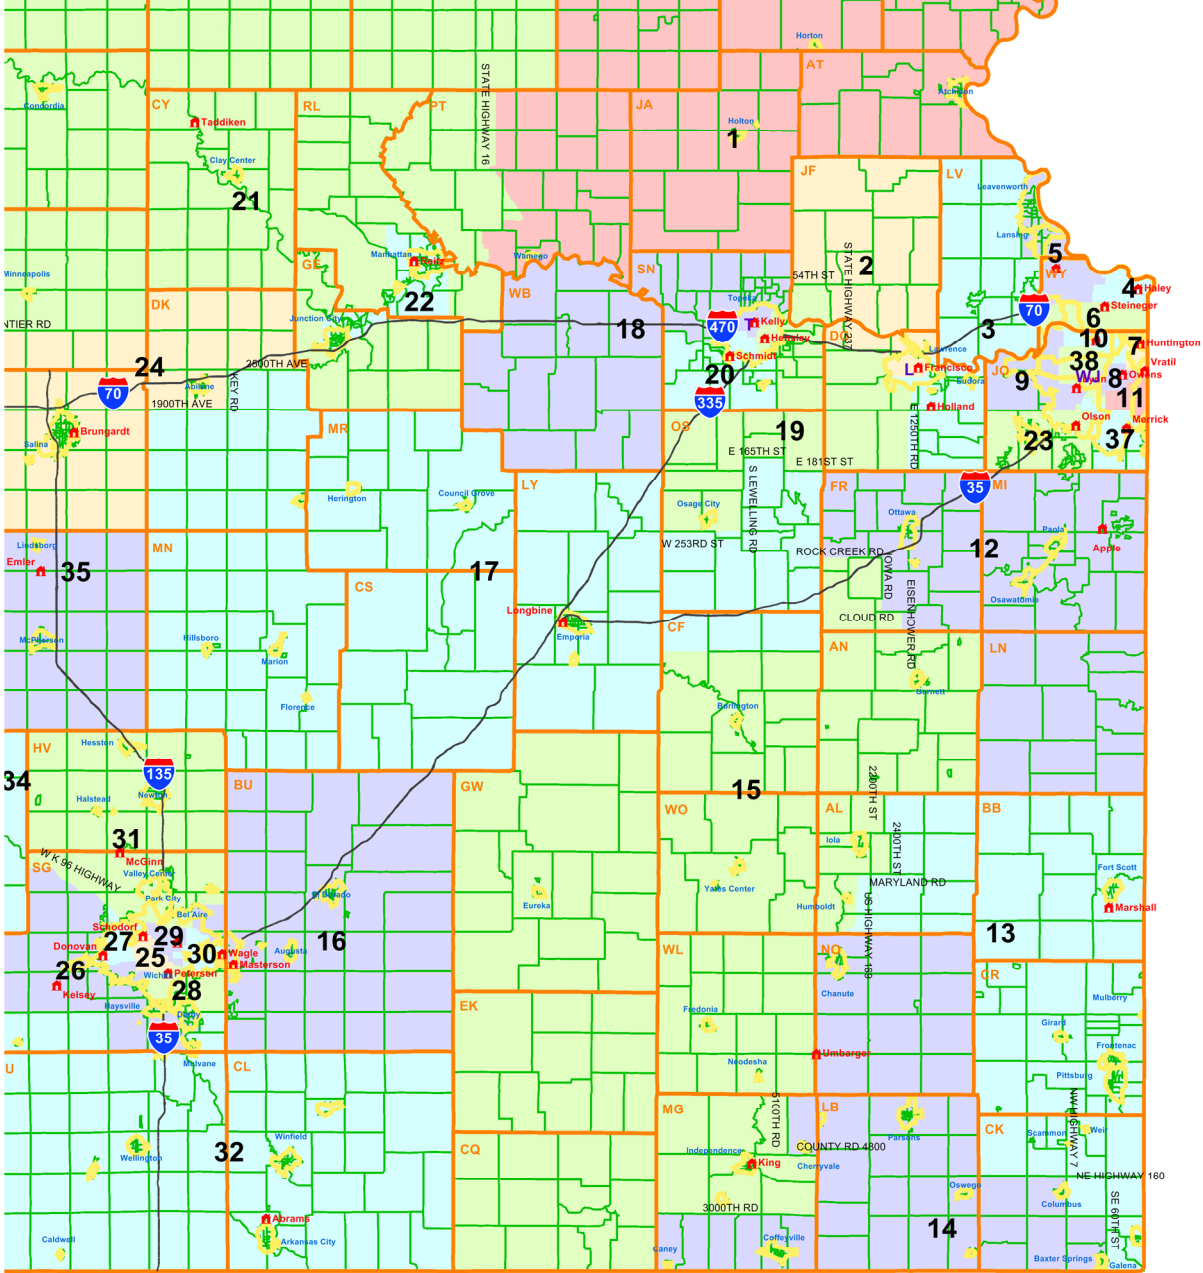 Horton
AT
Atchison
Concordia
CY
Taddiken
RL
PT
STATE HIGHWAY 16
JA
Holton
1
Clay Center
21
JF
LV
Leavenworth
Lansing
5
WY
Minneapolis
GE
Manhattan
Reitz
Wamego
SN
54TH ST
STATE HIGHWAY 237
2
4
Haley
DK
22
WB
Topeka
Steineger
6
70
NTIER RD
Junction City
18
470
T
Kelly
Hensley
DG
3
10
7
Huntington
24
2500TH AVE
Schmidt
20
Lawrence
L
Francisco
Eudora
JO
9
38
WJ
Wysn
8
Vratil
Owens
70
Abilene
KEY RD
1900TH AVE
335
Holland
E 1250TH RD
11
Brungardt
Salina
MR
OS
19
Olson
Merrick
37
23
E 165TH ST
E 181ST ST
S LEWELLING RD
Herington
Council Grove
LY
Osage City
FR
35
MI
Ottawa
Lindsborg
Emler
35
MN
17
W 253RD ST
ROCK CREEK RD
IOWA RD
12
Paola
Apple
CS
Longbine
Emporia
EISENHOWER RD
Osawatomie
CLOUD RD
McPherson
Hillsboro
Marion
CF
AN
LN
Florence
Burlington
Garnett
HV
Hesston
135
34
Newton
Halstead
BU
GW
15
2200TH ST
WO
AL
BB
31
McGinn
W K 96 HIGHWAY
SG
Valley Center
Park City
Bel Aire
El Dorado
Eureka
Yates Center
Iola
2400TH ST
MARYLAND RD
Humboldt
US HIGHWAY 169
Fort Scott
Marshall
Schodorf
29
Donovan
27
25
30
Wagle
Masterson
16
Augusta
WL
NO
13
26
Kelsey
Wichita
Peterson
28
Haysville
Derby
35
EK
Chanute
CR
Mulberry
Fredonia
Girard
Frontenac
Umbarger
Neodesha
Pittsburg
U
Mulvane
CL
MG
5100TH RD
LB
NW HIGHWAY 7
CK
Scammon
Weir
Wellington
32
Winfield
CQ
Independence
King
COUNTY RD 4800
Cherryvale
Parsons
NE HIGHWAY 160
Oswego
Columbus
SE 60TH ST
Abrams
3000TH RD
14
Caldwell
Arkansas City
Caney
Coffeyville
Baxter Springs
Galena